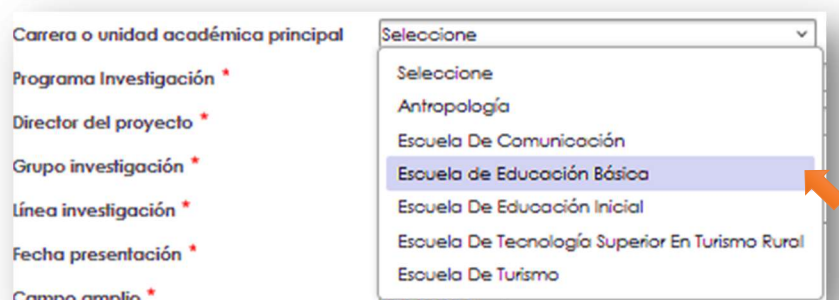 Carrera o unidad académica principal
Seleccione
Seleccione
Programa Investigación *
Antropología
Director del proyecto *
Escuela De Comunicación
Grupo investigación *
Escuela de Educación Básica
Línea investigación *
Escuela De Educación Inicial
Escuela De Tecnología Superior En Turismo Rural
Fecha presentación *
Escuela De Turismo
Campo amplio *